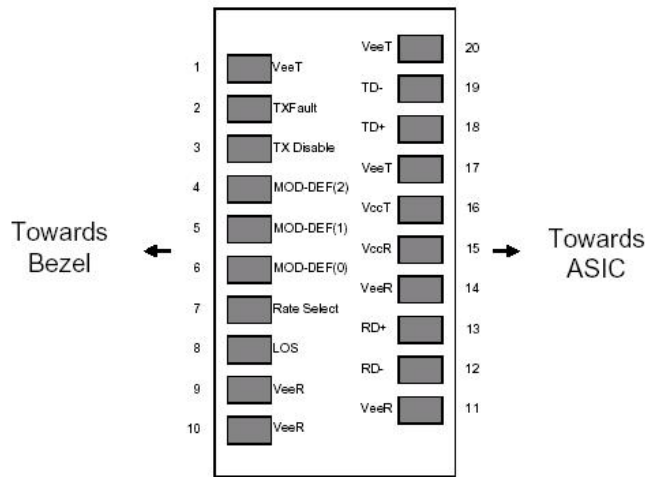 VeeT 20
1 VeeT
TD- 19
2 TXFault
TD+ 18
3 TX Disable
VeeT 17
4 MOD-DEF(2)
VccT 16
5 MOD-DEF(1)
Towards
Bezel
VccR 15
Towards
ASIC
6 MOD-DEF(0)
VeeR 14
7 Rate Select
RD+ 13
8 LOS
RD- 12
9 VeeR
VeeR 11
10 VeeR